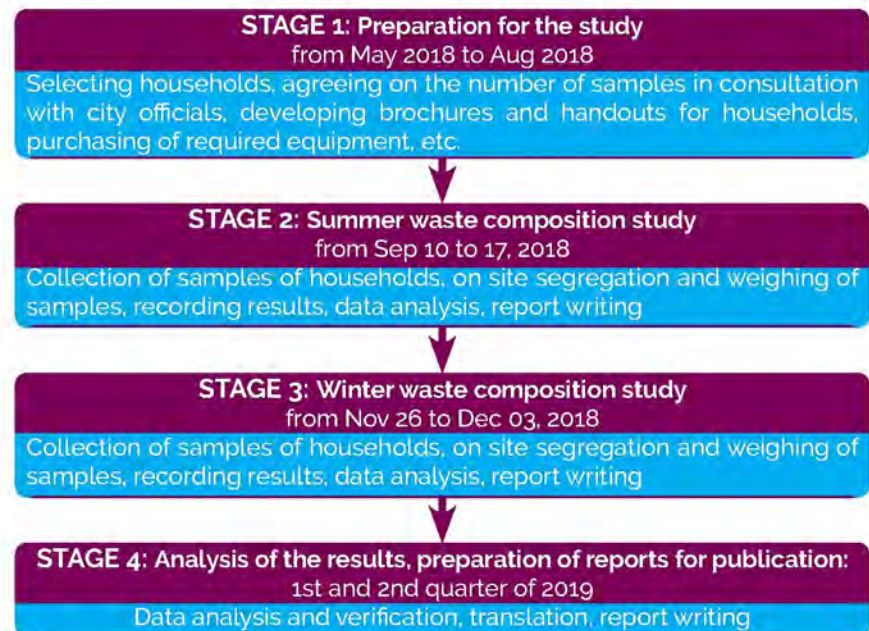 STAGE 1: Preparation for the study
from May 2018 to Aug 2018
Selecting households, agreeing on the number of samples in consultation
with city officials, developing brochures and handouts for households,
purchasing of required equipment, etc.
STAGE 2: Summer waste composition study
from Sep 10 to 17, 2018
Collection of samples of households, on site segregation and weighing of
samples, recording results, data analysis, report writing
STAGE 3: Winter waste composition study
from Nov 26 to Dec 03, 2018
Collection of samples of households, on site segregation and weighing of
samples, recording results, data analysis, report writing
STAGE 4: Analysis of the results, preparation of reports for publication:
1st and 2nd quarter of 2019
Data analysis and verification, translation, report writing